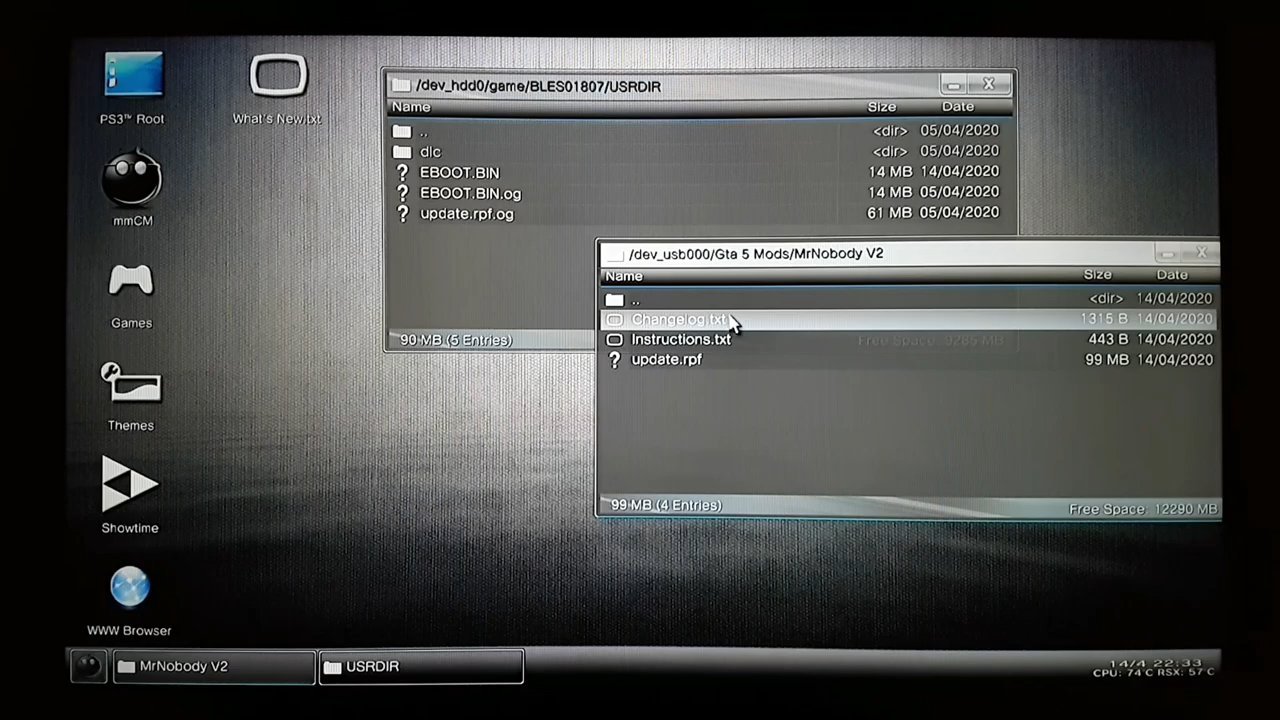 PS3™ Root
What's New.txt
mmCM
Games
Themes
Showtime
WWW Browser
/dev_hdd0/game/BLES01807/USRDIR
Name Size Date
.. <dir> 05/04/2020
dlc <dir> 05/04/2020
EBOOT.BIN 14 MB 14/04/2020
EBOOT.BIN.og 14 MB 05/04/2020
update.rpf.og 61 MB 05/04/2020
90 MB (5 Entries) Free Space: 9285 MB
/dev_usb000/Gta 5 Mods/MrNobody V2
Name Size Date
.. <dir> 14/04/2020
Changelog.txt 1315 B 14/04/2020
Instructions.txt 443 B 14/04/2020
update.rpf 99 MB 14/04/2020
99 MB (4 Entries) Free Space: 12290 MB
MrNobody V2
USRDIR
14/4 22:33
CPU: 74°C RSX: 57°C